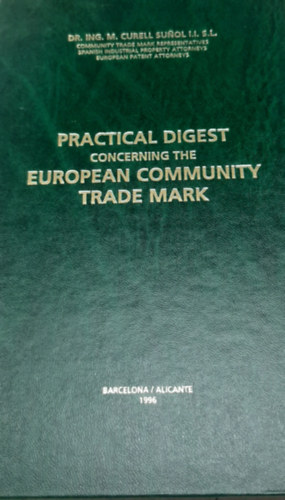 DR. ING. M. CURELL SUÑOL I.I. S.L.
COMMUNITY TRADE MARK REPRESENTATIVES
SPANISH INDUSTRIAL PROPERTY ATTORNEYS
EUROPEAN PATENT ATTORNEYS
PRACTICAL DIGEST
CONCERNING THE
EUROPEAN COMMUNITY
TRADE MARK
BARCELONA / ALICANTE
1996